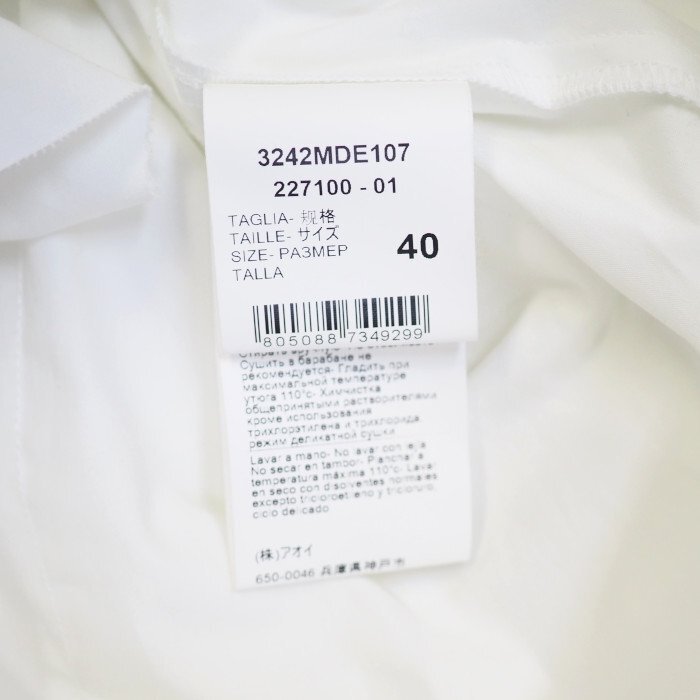 3242MDE107
227100 - 01
TAGLIA- 规格
TAILLE- サイズ
SIZE- РАЗМЕР
TALLA
40
805088 7349299
Сушить в барабане не
рекомендуется- Гладить при
максимальной температуре
утюга 110°с- Химчистка
общепринятыми растворителями
кроме использования
трихлорэтилена и трихлорида,
режим деликатной сушки
Lavar a mano- No lavar con lejía
No secar en tambor- Planchar a
temperatura máxima 110°c- Lavar
en seco con disolventes normales
excepto tricloroetileno y tricloruro,
ciclo delicado
(株)アオイ
650-0046 兵庫県神戸市